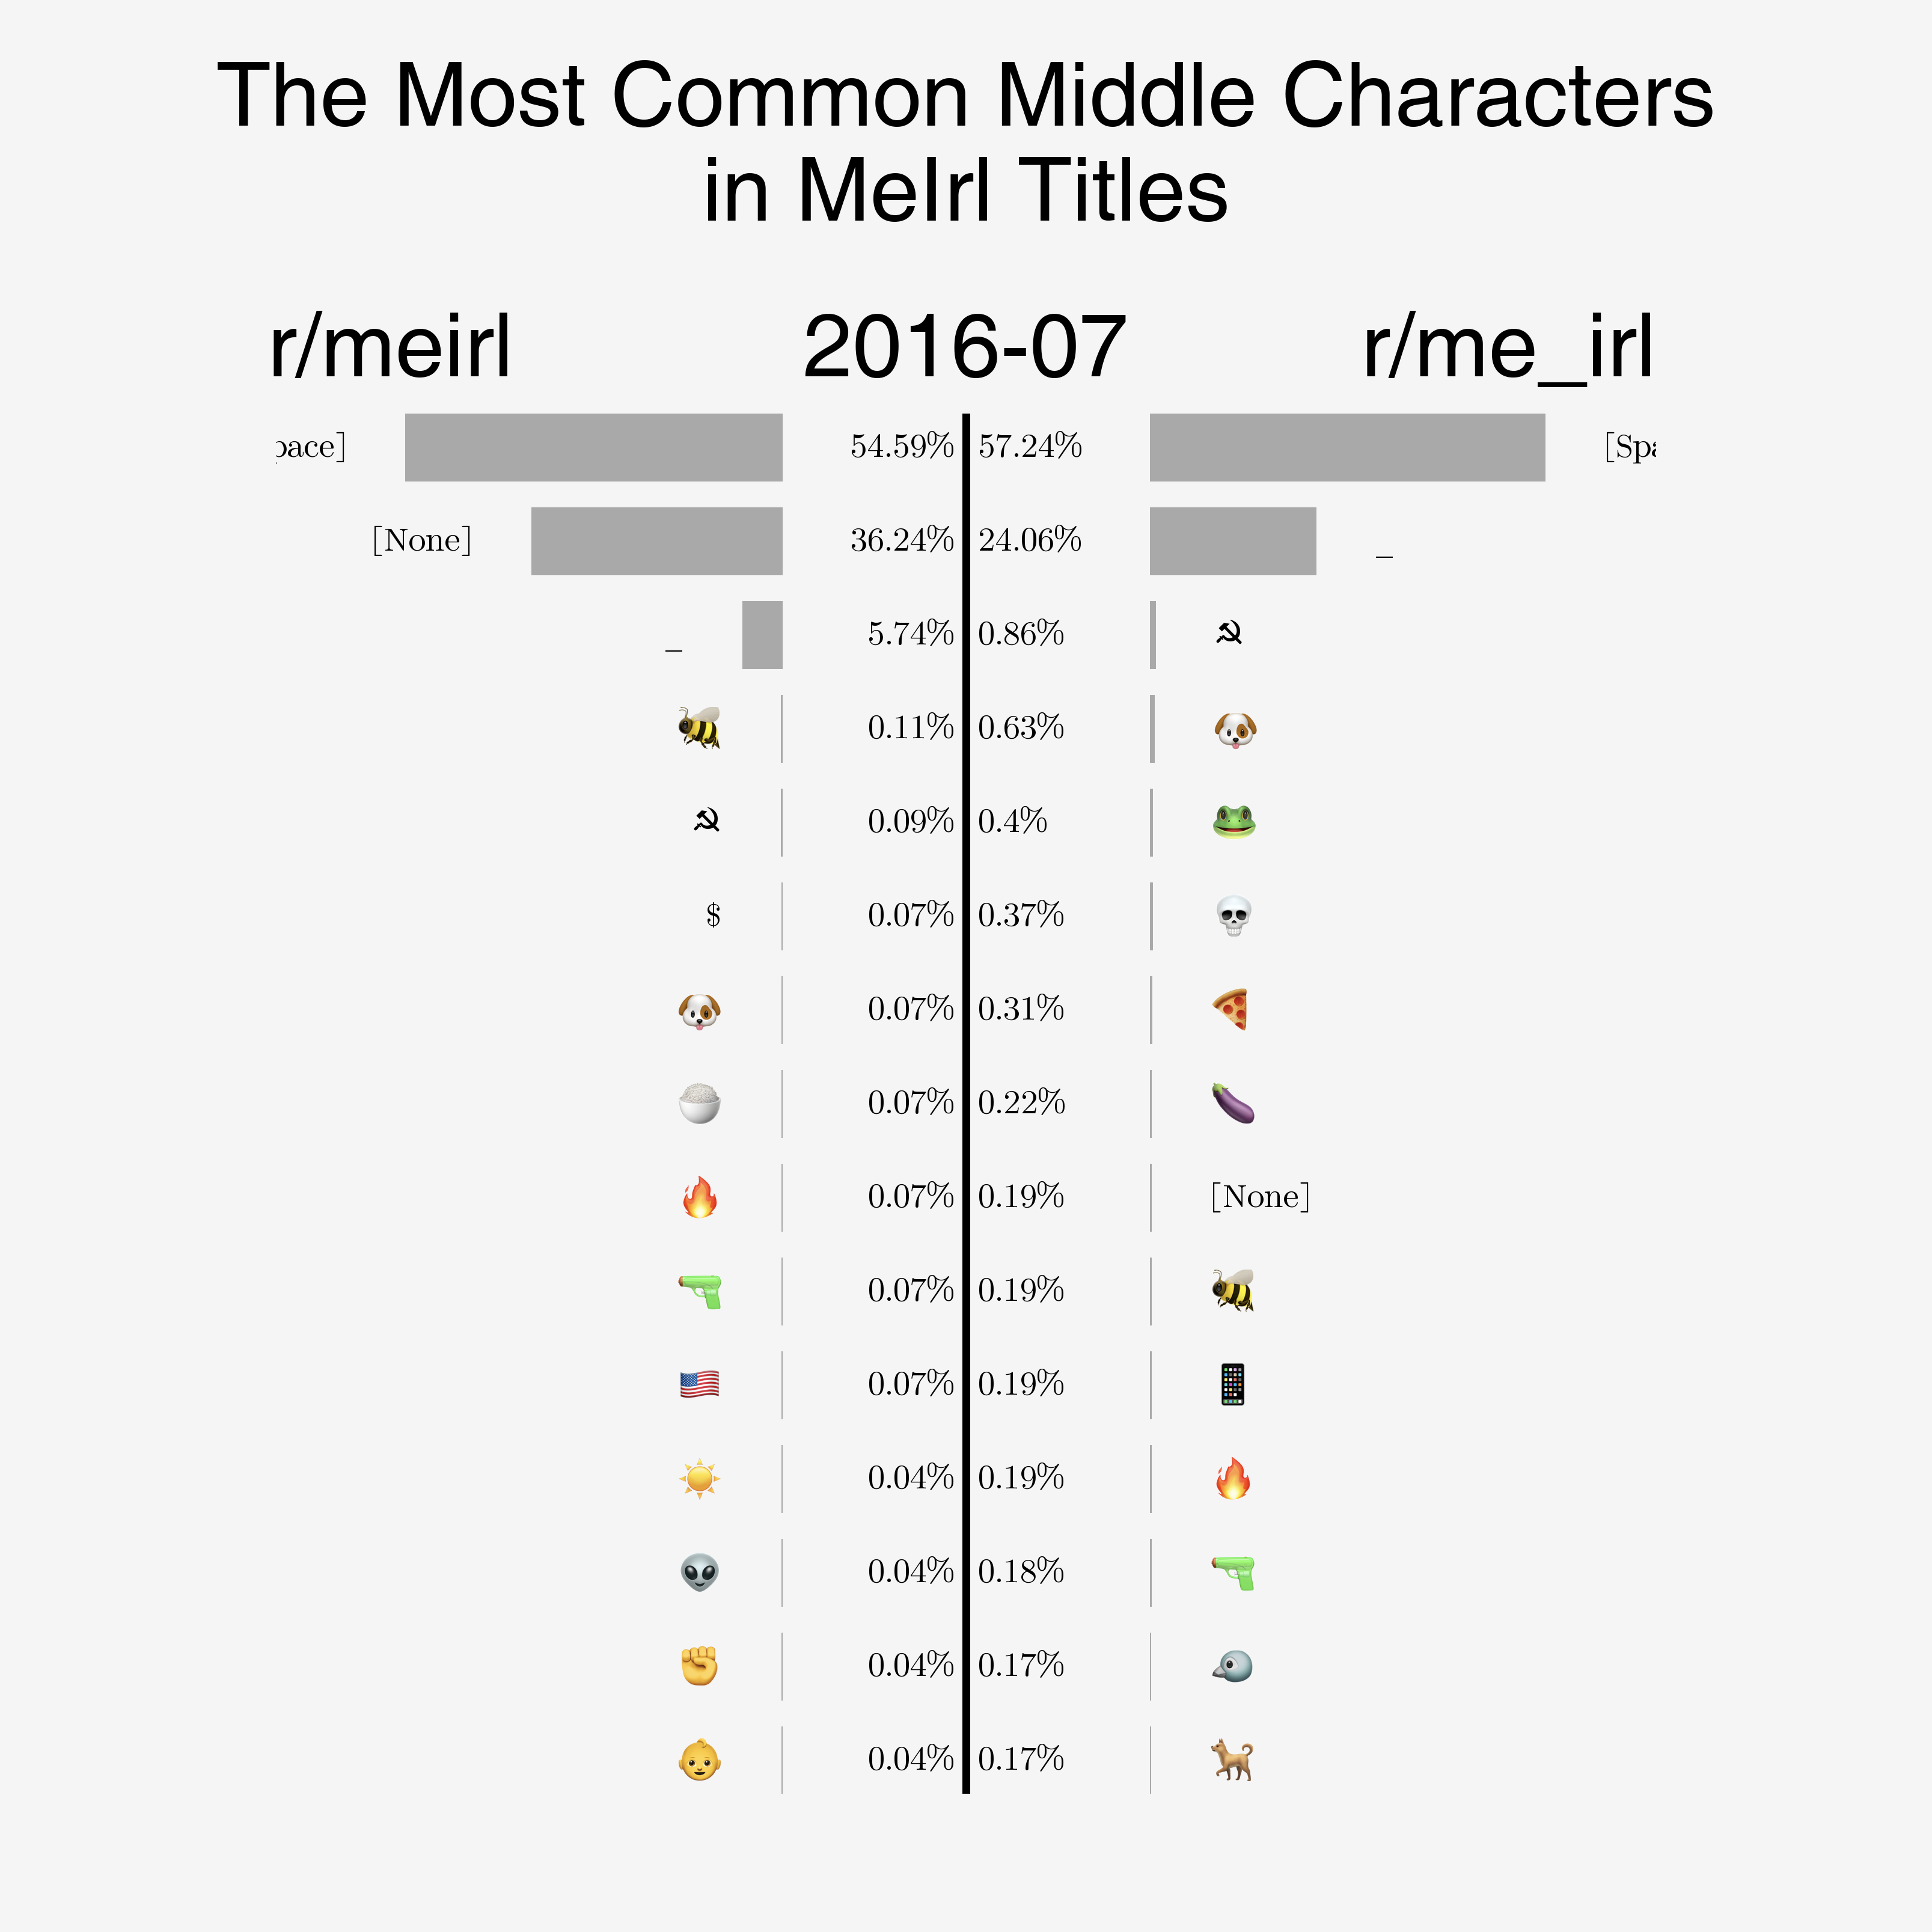 The Most Common Middle Characters
in MeIrl Titles
r/meirl 2016-07 r/me_irl
pace] 54.59% 57.24% [Spa
[None] 36.24% 24.06% _
_ 5.74% 0.86% ☭
🐝 0.11% 0.63% 🐶
☭ 0.09% 0.4% 🐸
$ 0.07% 0.37% 💀
🐶 0.07% 0.31% 🍕
🍚 0.07% 0.22% 🍆
🔥 0.07% 0.19% [None]
🔫 0.07% 0.19% 🐝
🇺🇸 0.07% 0.19% 📱
☀️ 0.04% 0.19% 🔥
👽 0.04% 0.18% 🔫
✊ 0.04% 0.17% 🐦
👶 0.04% 0.17% 🐕